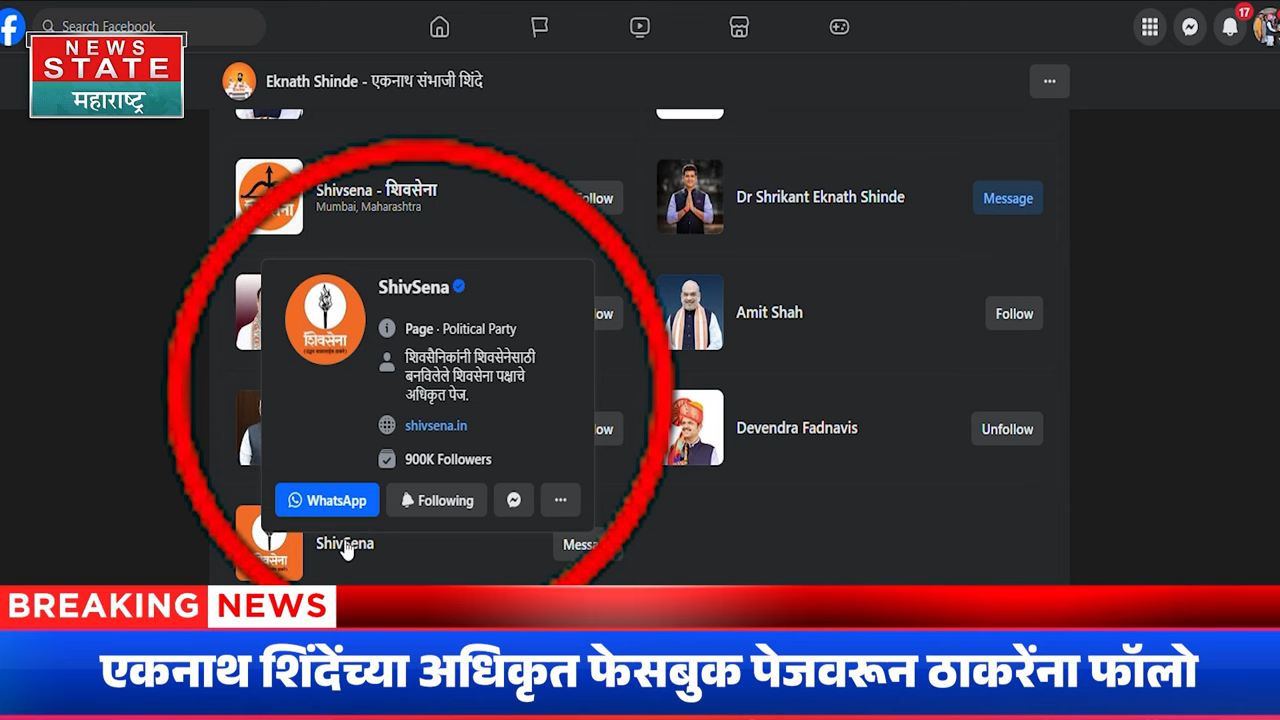 Search Facebook
17
NEWS
STATE
महाराष्ट्र
Eknath Shinde - एकनाथ संभाजी शिंदे
Shivsena - शिवसेना
Mumbai, Maharashtra
Follow
Dr Shrikant Eknath Shinde
Message
ShivSena
Page · Political Party
शिवसैनिकांनी शिवसेनेसाठी
बनविलेले शिवसेना पक्षाचे
अधिकृत पेज.
shivsena.in
900K Followers
WhatsApp
Following
शिवसेना
Amit Shah
Follow
Devendra Fadnavis
Unfollow
ShivSena
BREAKING NEWS
एकनाथ शिंदेंच्या अधिकृत फेसबुक पेजवरून ठाकरेंना फॉलो